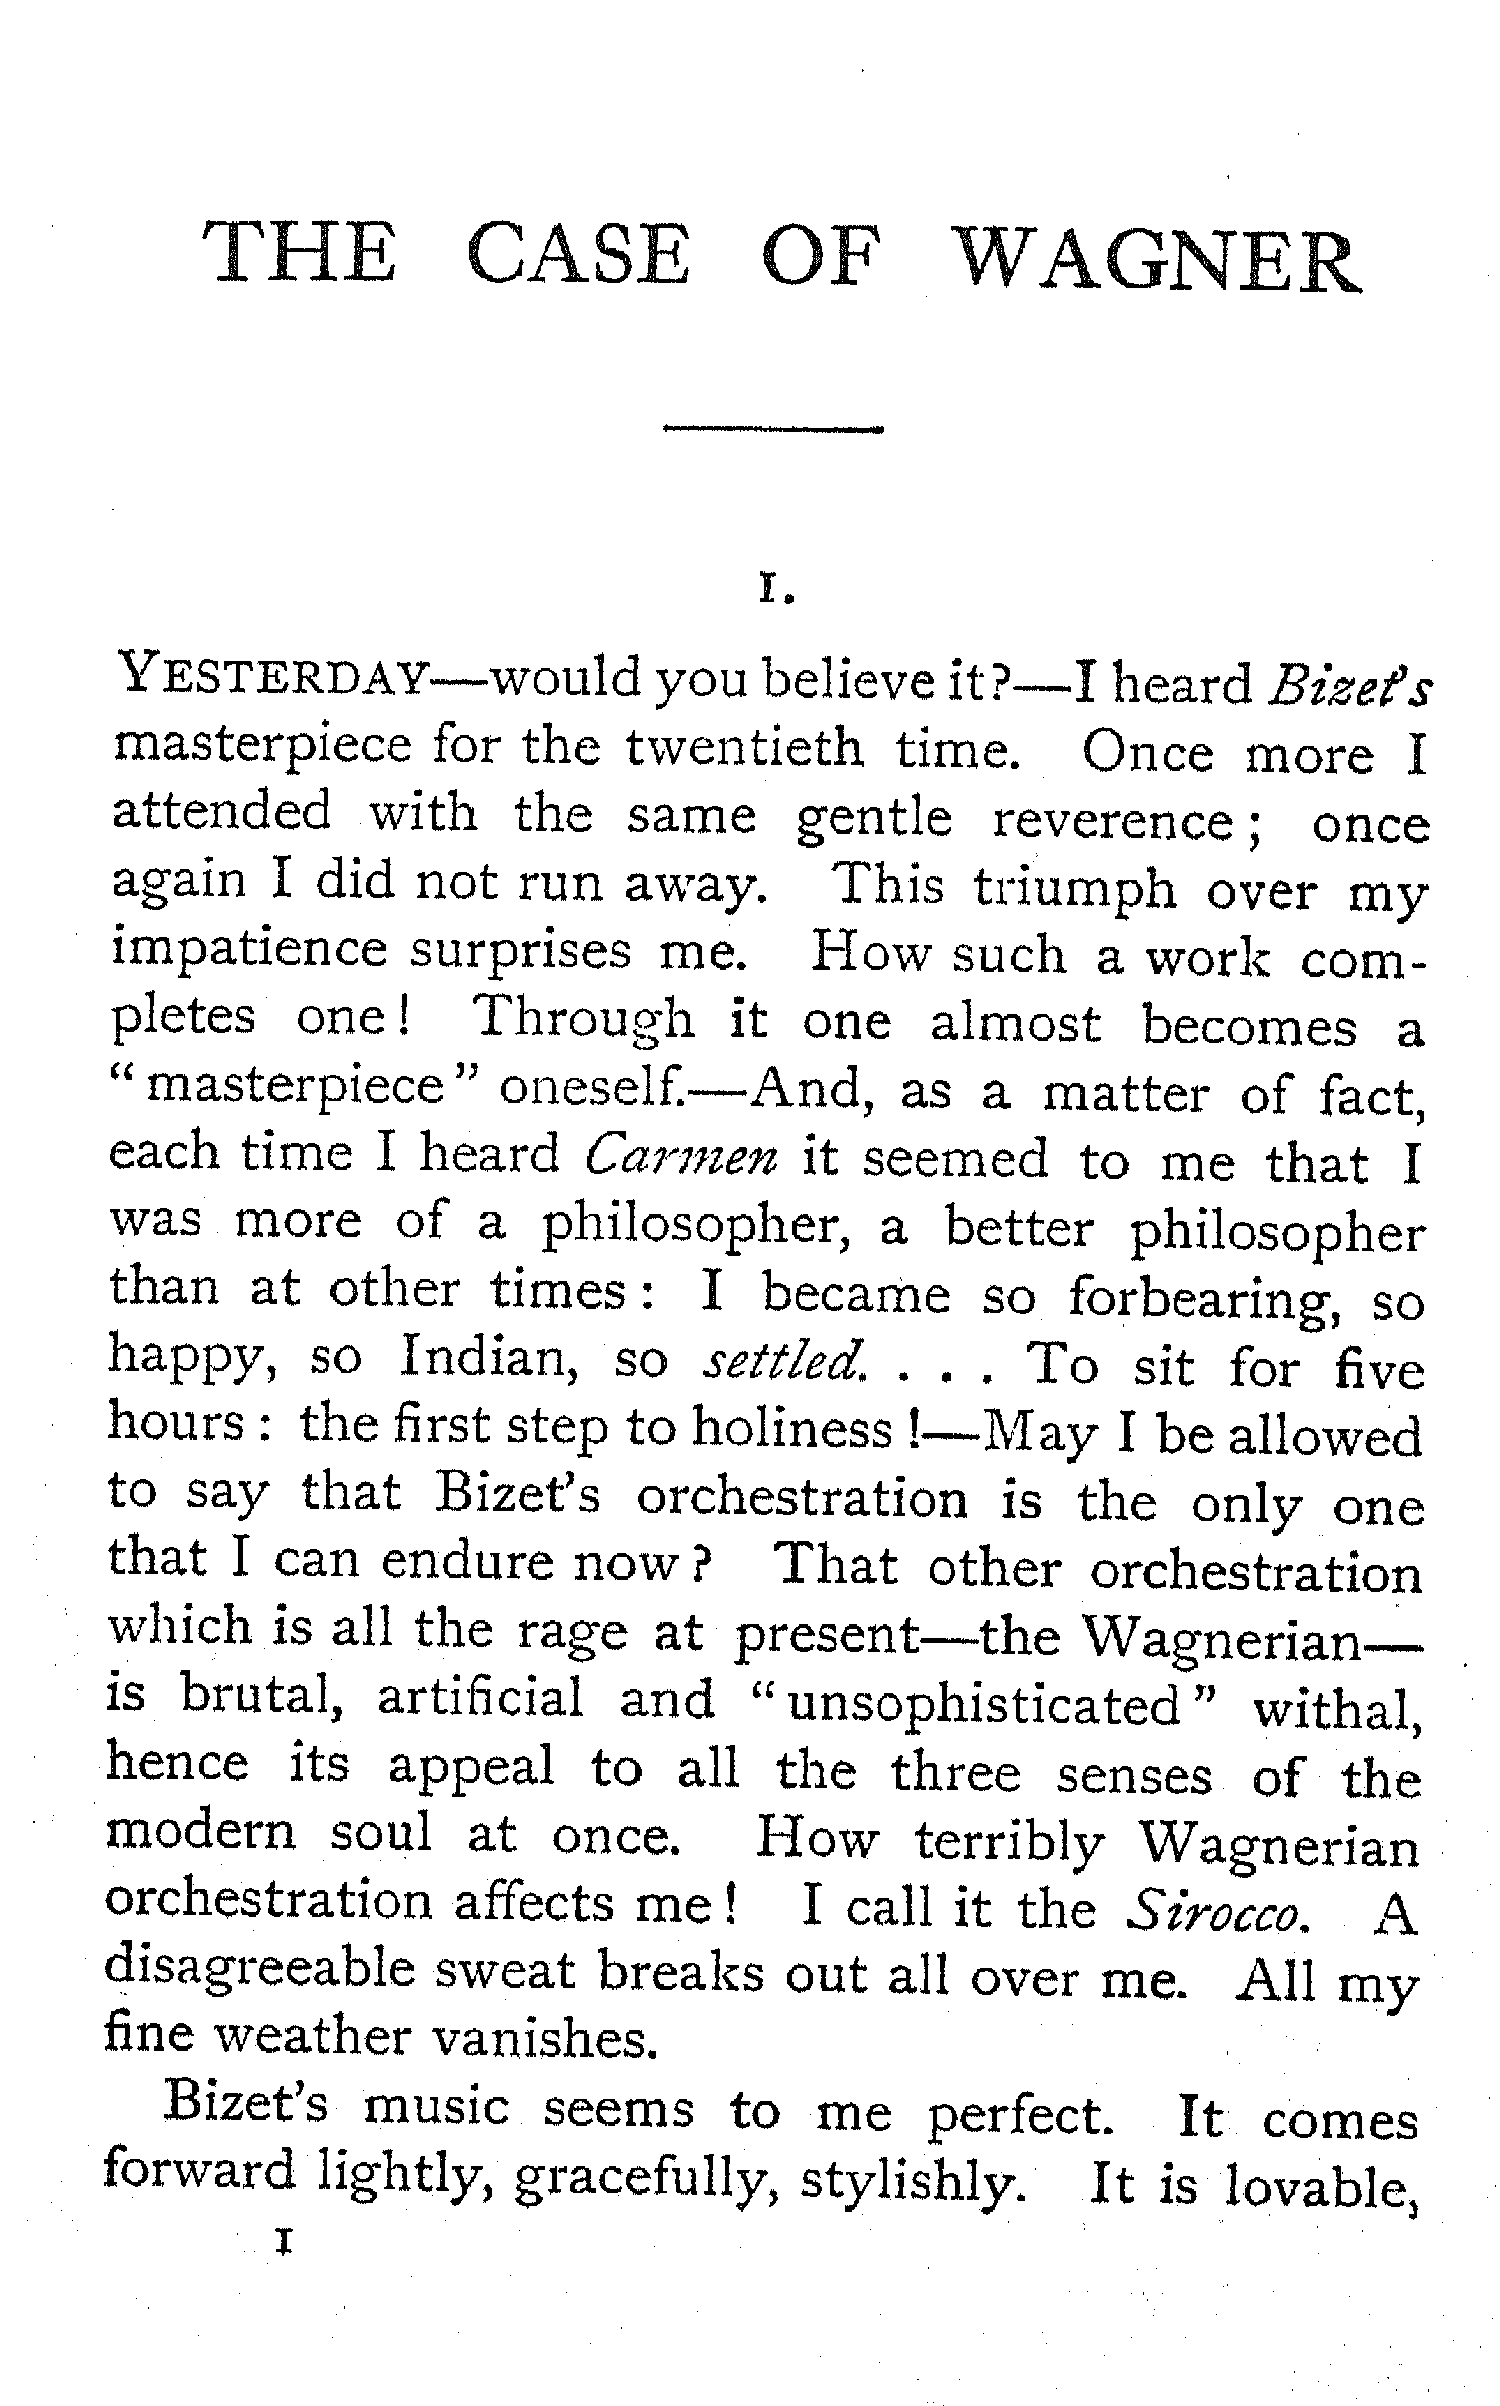 THE CASE OF WAGNER
1.
YESTERDAY—would you believe it?—I heard Bizet's
masterpiece for the twentieth time. Once more I
attended with the same gentle reverence; once
again I did not run away. This triumph over my
impatience surprises me. How such a work com-
pletes one! Through it one almost becomes a
“masterpiece” oneself.—And, as a matter of fact,
each time I heard Carmen it seemed to me that I
was more of a philosopher, a better philosopher
than at other times: I became so forbearing, so
happy, so Indian, so settled. . . . To sit for five
hours: the first step to holiness!—May I be allowed
to say that Bizet's orchestration is the only one
that I can endure now? That other orchestration
which is all the rage at present—the Wagnerian—
is brutal, artificial and “unsophisticated” withal,
hence its appeal to all the three senses of the
modern soul at once. How terribly Wagnerian
orchestration affects me! I call it the Sirocco. A
disagreeable sweat breaks out all over me. All my
fine weather vanishes.
Bizet's music seems to me perfect. It comes
forward lightly, gracefully, stylishly. It is lovable,
1